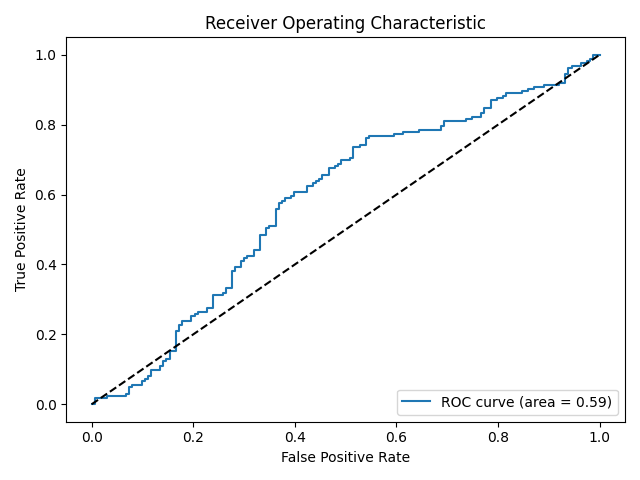 Receiver Operating Characteristic
1.0
0.8
0.6
0.4
0.2
0.0
True Positive Rate
ROC curve (area = 0.59)
0.0 0.2 0.4 0.6 0.8 1.0
False Positive Rate